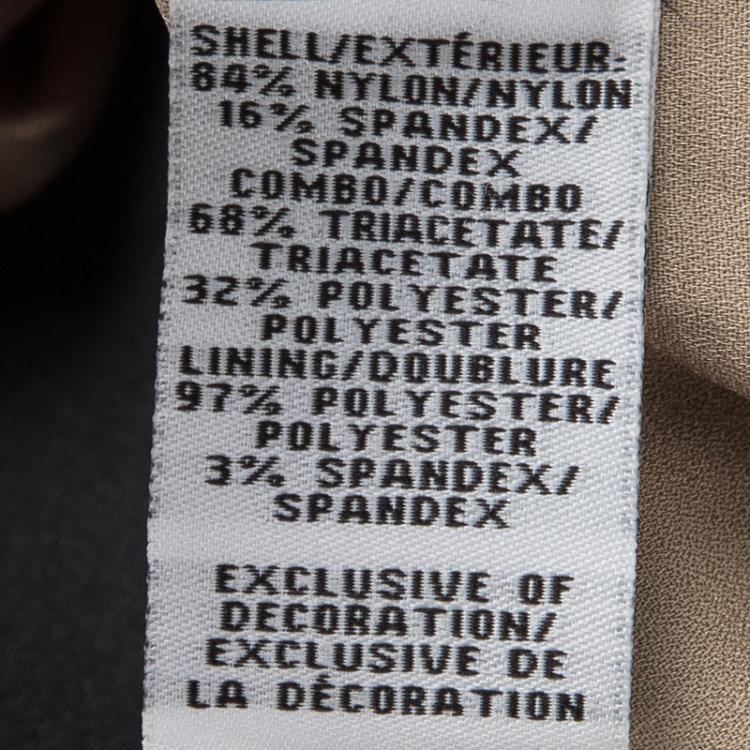 SHELL/EXTÉRIEUR:
84% NYLON/NYLON
16% SPANDEX/
SPANDEX
COMBO/COMBO
68% TRIACETATE/
TRIACETATE
32% POLYESTER/
POLYESTER
LINING/DOUBLURE
97% POLYESTER/
POLYESTER
3% SPANDEX/
SPANDEX
EXCLUSIVE OF
DECORATION/
EXCLUSIVE DE
LA DÉCORATION